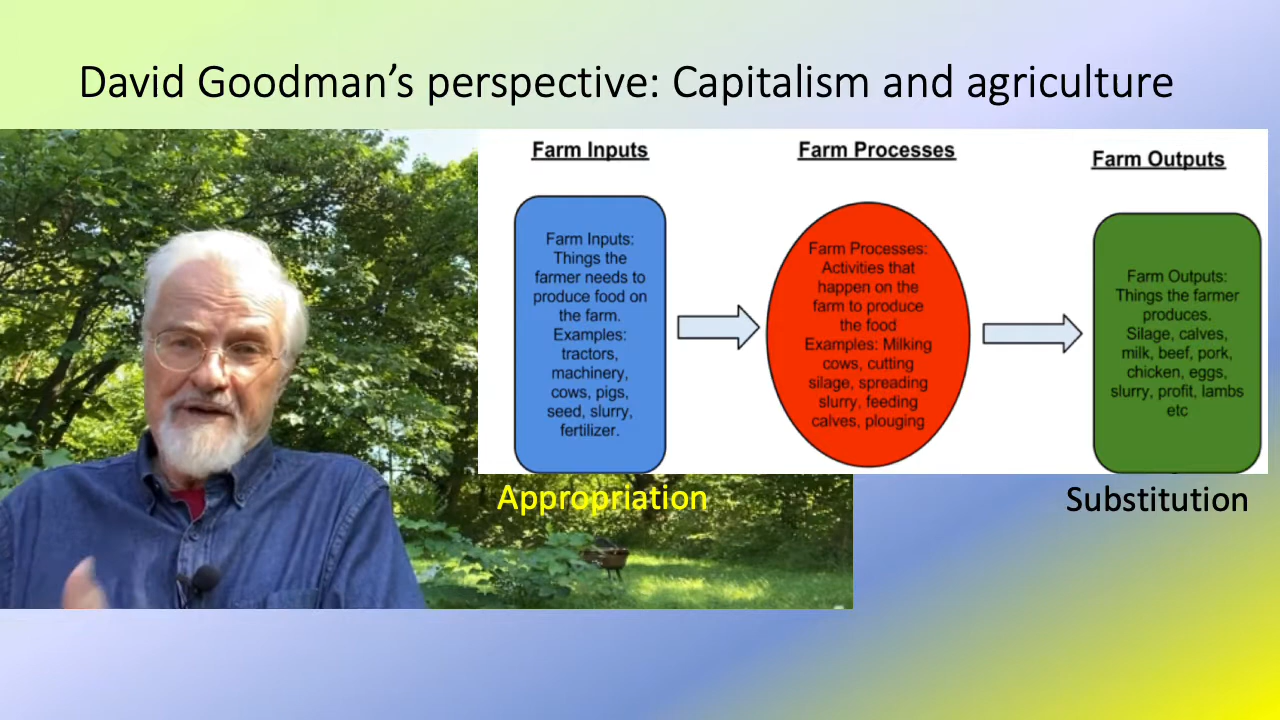 David Goodman’s perspective: Capitalism and agriculture
Farm Inputs
Farm Inputs:
Things the
farmer needs to
produce food on
the farm.
Examples:
tractors,
machinery,
cows, pigs,
seed, slurry,
fertilizer.
Farm Processes
Farm Processes:
Activities that
happen on the
farm to produce
the food
Examples: Milking
cows, cutting
silage, spreading
slurry, feeding
calves, plouging
Farm Outputs
Farm Outputs:
Things the farmer
produces.
Silage, calves,
milk, beef, pork,
chicken, eggs,
slurry, profit, lambs
etc
Appropriation
Substitution